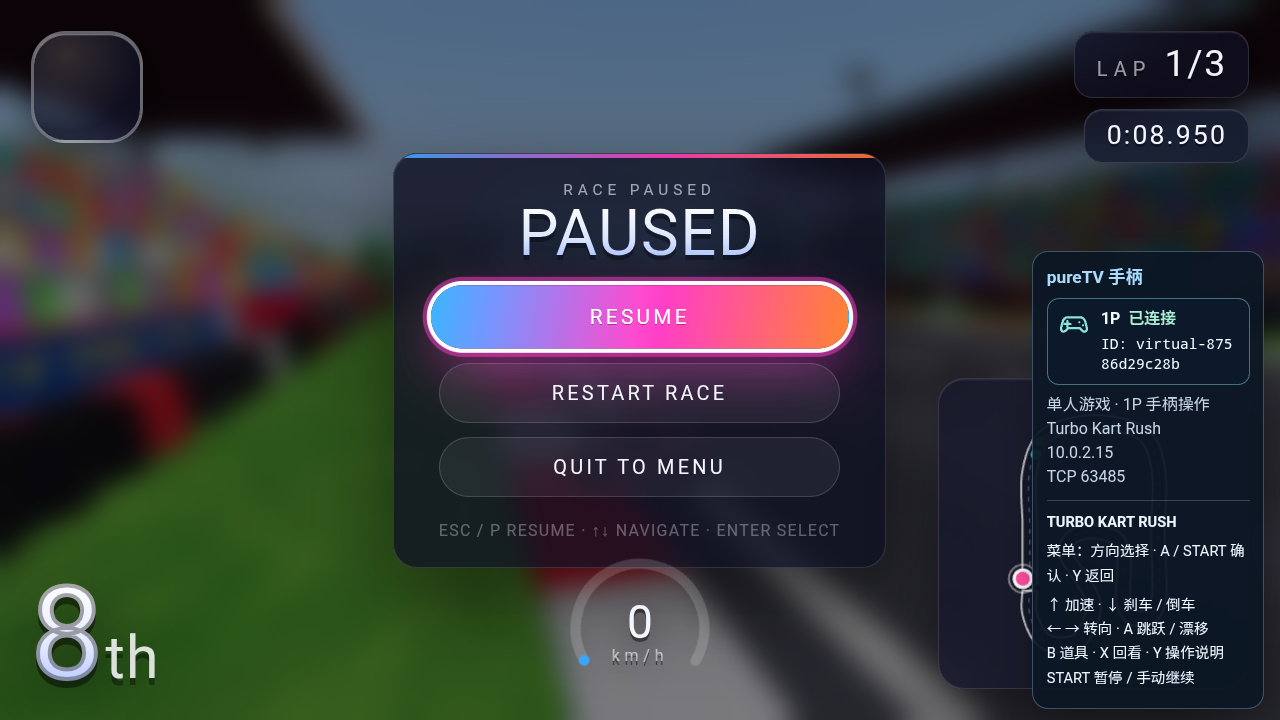 LAP 1/3
0:08.950
RACE PAUSED
PAUSED
RESUME
RESTART RACE
QUIT TO MENU
ESC / P RESUME · ↑↓ NAVIGATE · ENTER SELECT
8th
0
km/h
pureTV 手柄
1P 已连接
ID: virtual-875
86d29c28b
单人游戏 · 1P 手柄操作
Turbo Kart Rush
10.0.2.15
TCP 63485
TURBO KART RUSH
菜单：方向选择 · A / START 确
认 · Y 返回
↑ 加速 · ↓ 刹车 / 倒车
← → 转向 · A 跳跃 / 漂移
B 道具 · X 回看 · Y 操作说明
START 暂停 / 手动继续